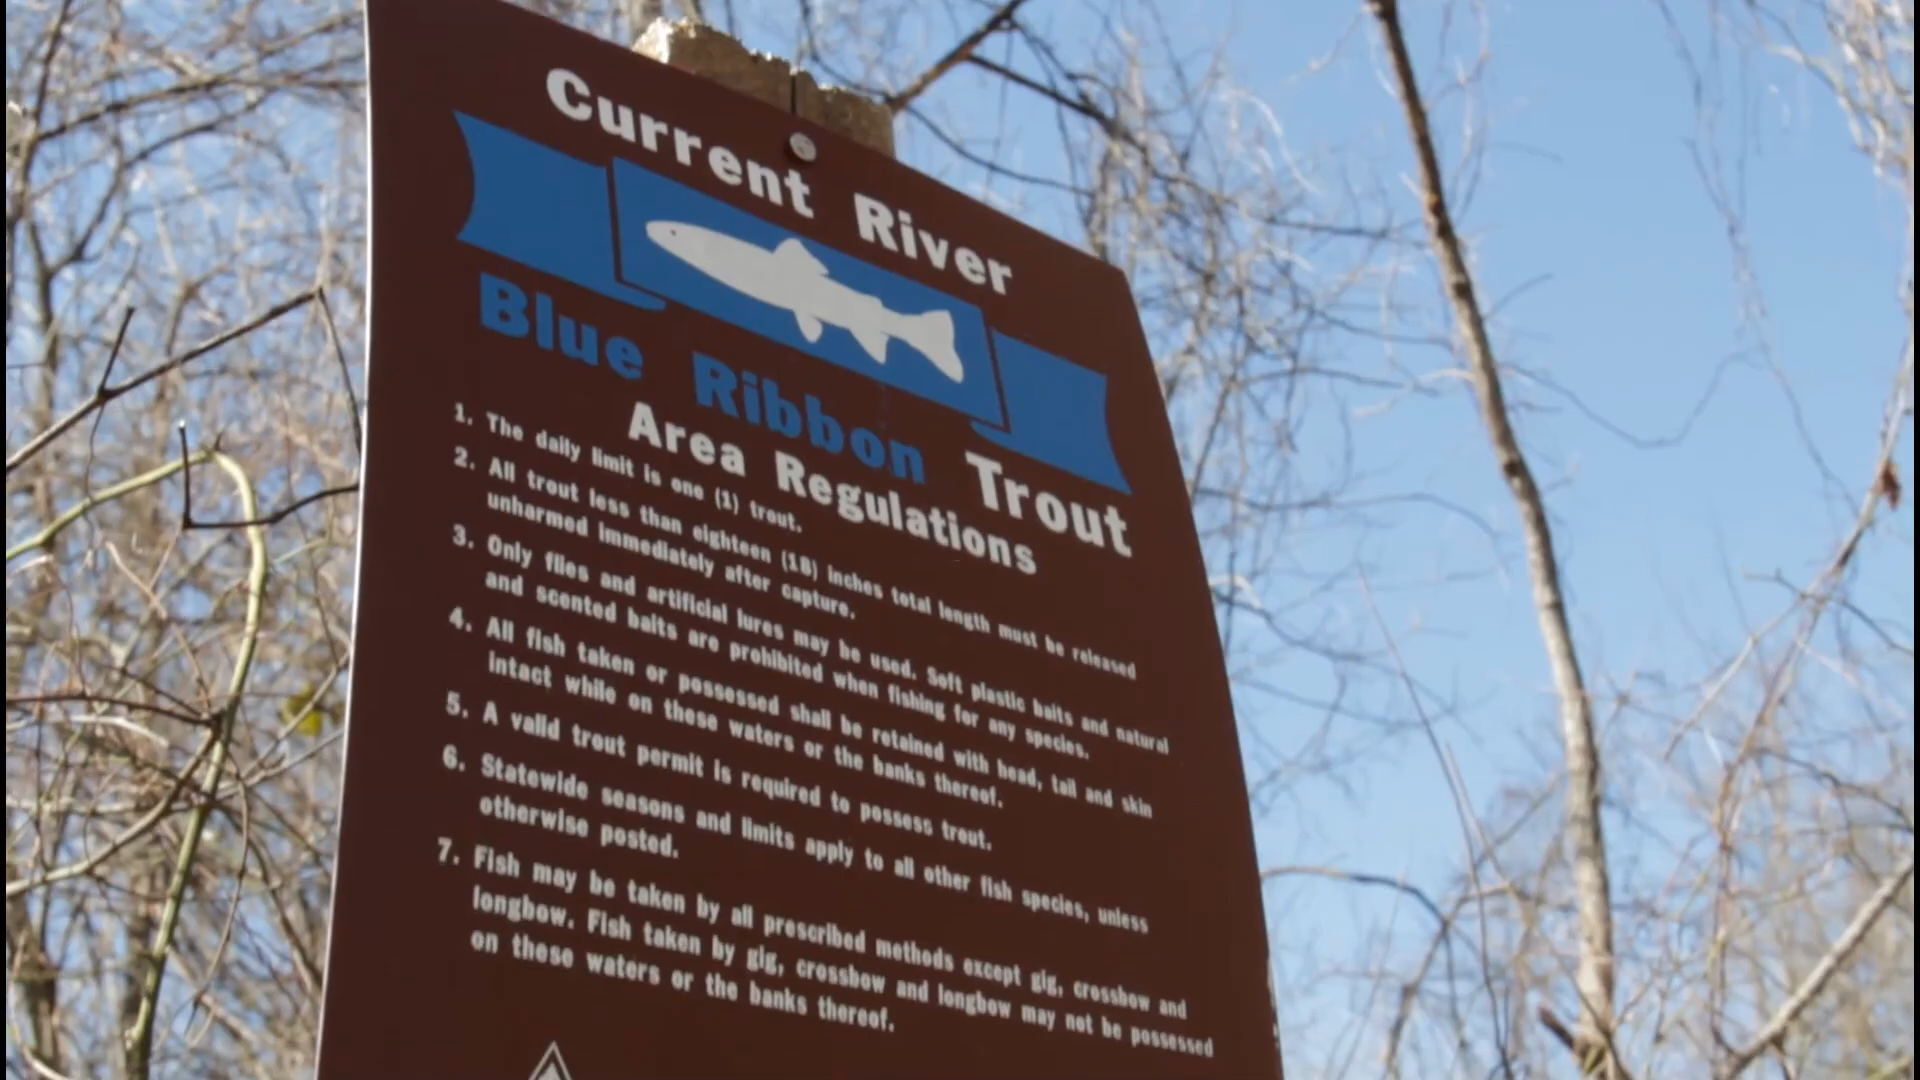 Current River
Blue Ribbon Trout
Area Regulations
1. The daily limit is one (1) trout.
2. All trout less than eighteen (18) inches total length must be released
unharmed immediately after capture.
3. Only flies and artificial lures may be used. Soft plastic baits and natural
and scented baits are prohibited when fishing for any species.
4. All fish taken or possessed shall be retained with head, tail and skin
intact while on these waters or the banks thereof.
5. A valid trout permit is required to possess trout.
6. Statewide seasons and limits apply to all other fish species, unless
otherwise posted.
7. Fish may be taken by all prescribed methods except gig, crossbow and
longbow. Fish taken by gig, crossbow and longbow may not be possessed
on these waters or the banks thereof.